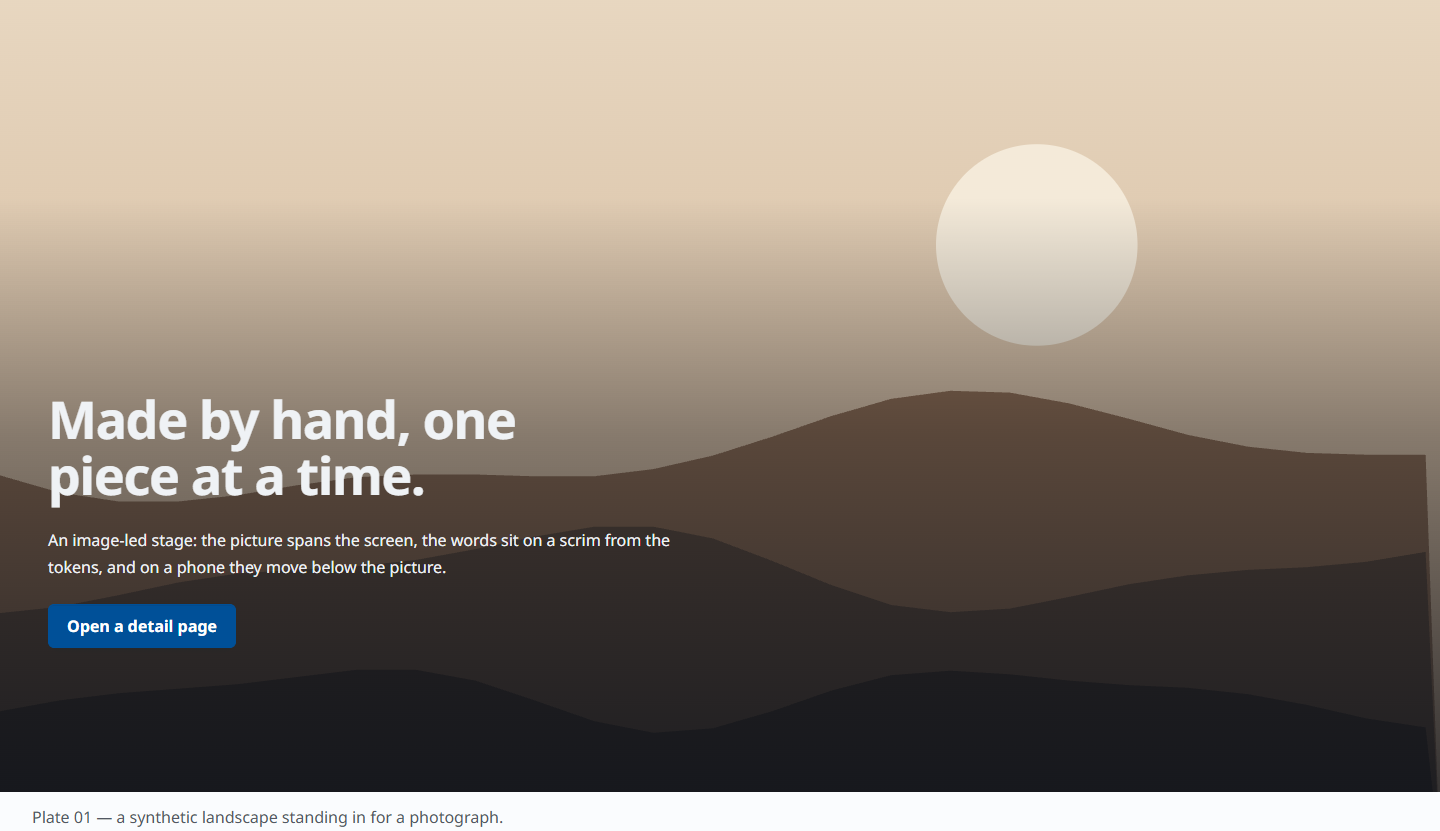 Made by hand, one
piece at a time.
An image-led stage: the picture spans the screen, the words sit on a scrim from the
tokens, and on a phone they move below the picture.
Open a detail page
Plate 01 — a synthetic landscape standing in for a photograph.